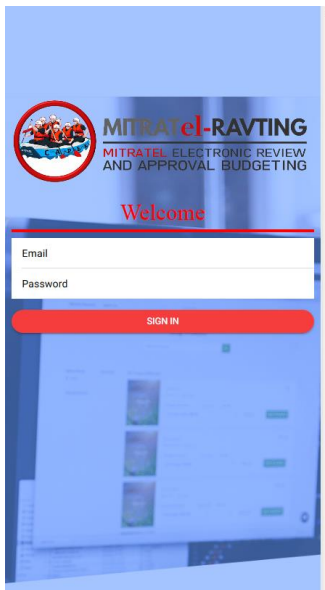 MITRATel-RAVTING
MITRATEL ELECTRONIC REVIEW
AND APPROVAL BUDGETING
Welcome
Email
Password
SIGN IN